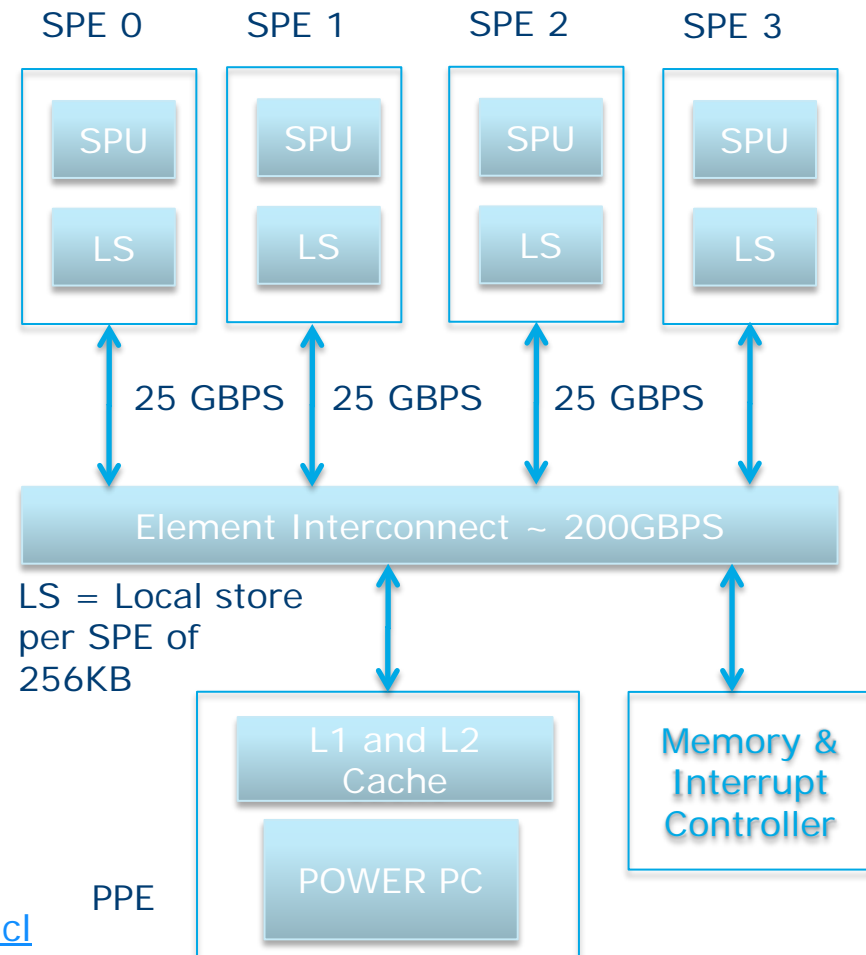 SPE 0 SPE 1 SPE 2 SPE 3
SPU SPU SPU SPU
LS LS LS LS
25 GBPS 25 GBPS 25 GBPS
Element Interconnect ~ 200GBPS
LS = Local store
per SPE of
256KB
L1 and L2
Cache
Memory &
Interrupt
Controller
POWER PC
PPE
cl